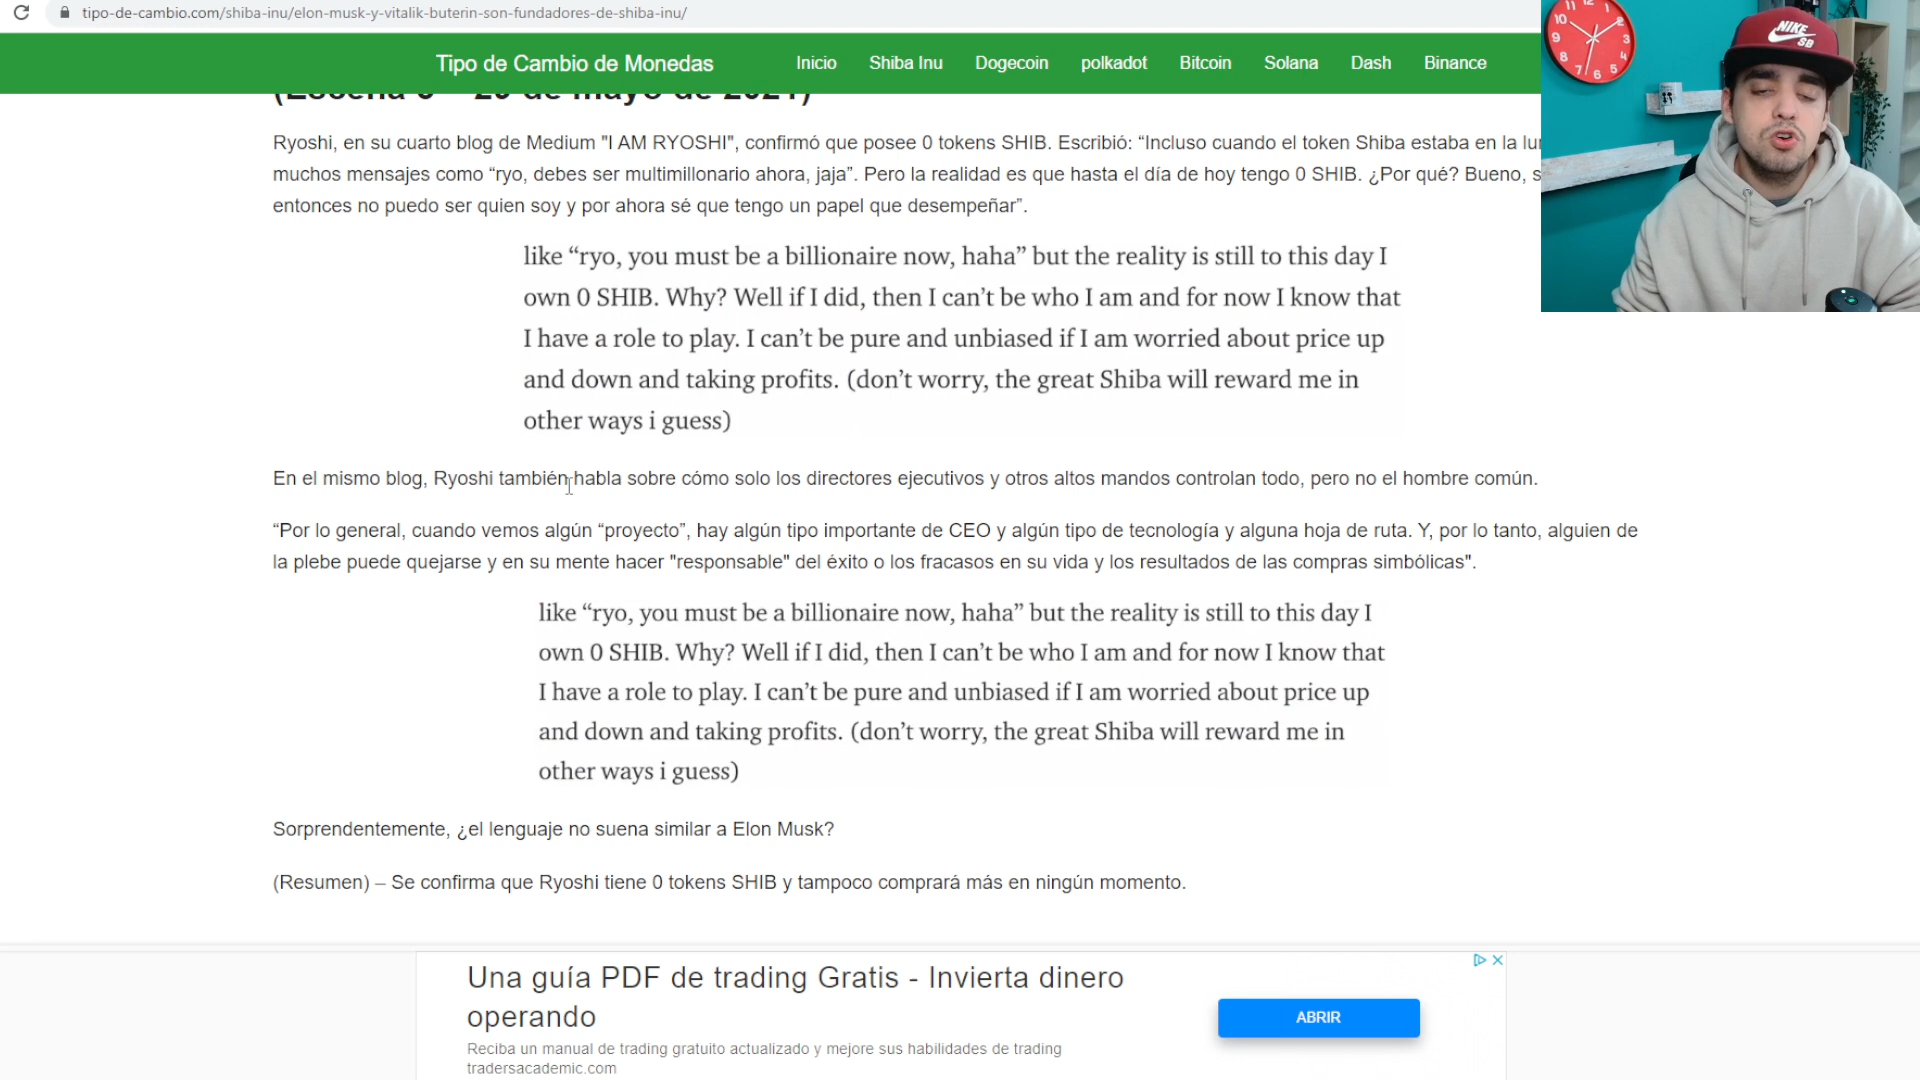 tipo-de-cambio.com/shiba-inu/elon-musk-y-vitalik-buterin-son-fundadores-de-shiba-inu/
Tipo de Cambio de Monedas
Inicio
Shiba Inu
Dogecoin
polkadot
Bitcoin
Solana
Dash
Binance
Ryoshi, en su cuarto blog de Medium "I AM RYOSHI", confirmó que posee 0 tokens SHIB. Escribió: “Incluso cuando el token Shiba estaba en la
muchos mensajes como “ryo, debes ser multimillonario ahora, jaja”. Pero la realidad es que hasta el día de hoy tengo 0 SHIB. ¿Por qué? Bueno,
entonces no puedo ser quien soy y por ahora sé que tengo un papel que desempeñar”.
like “ryo, you must be a billionaire now, haha” but the reality is still to this day I
own 0 SHIB. Why? Well if I did, then I can’t be who I am and for now I know that
I have a role to play. I can’t be pure and unbiased if I am worried about price up
and down and taking profits. (don’t worry, the great Shiba will reward me in
other ways i guess)
En el mismo blog, Ryoshi también habla sobre cómo solo los directores ejecutivos y otros altos mandos controlan todo, pero no el hombre común.
“Por lo general, cuando vemos algún “proyecto”, hay algún tipo importante de CEO y algún tipo de tecnología y alguna hoja de ruta. Y, por lo tanto, alguien de
la plebe puede quejarse y en su mente hacer "responsable" del éxito o los fracasos en su vida y los resultados de las compras simbólicas".
like “ryo, you must be a billionaire now, haha” but the reality is still to this day I
own 0 SHIB. Why? Well if I did, then I can’t be who I am and for now I know that
I have a role to play. I can’t be pure and unbiased if I am worried about price up
and down and taking profits. (don’t worry, the great Shiba will reward me in
other ways i guess)
Sorprendentemente, ¿el lenguaje no suena similar a Elon Musk?
(Resumen) – Se confirma que Ryoshi tiene 0 tokens SHIB y tampoco comprará más en ningún momento.
Una guía PDF de trading Gratis - Invierta dinero
operando
Reciba un manual de trading gratuito actualizado y mejore sus habilidades de trading
tradersacademic.com
ABRIR
NIKE
SB
11 12 1
10 2
9 3
8 4
7 6 5